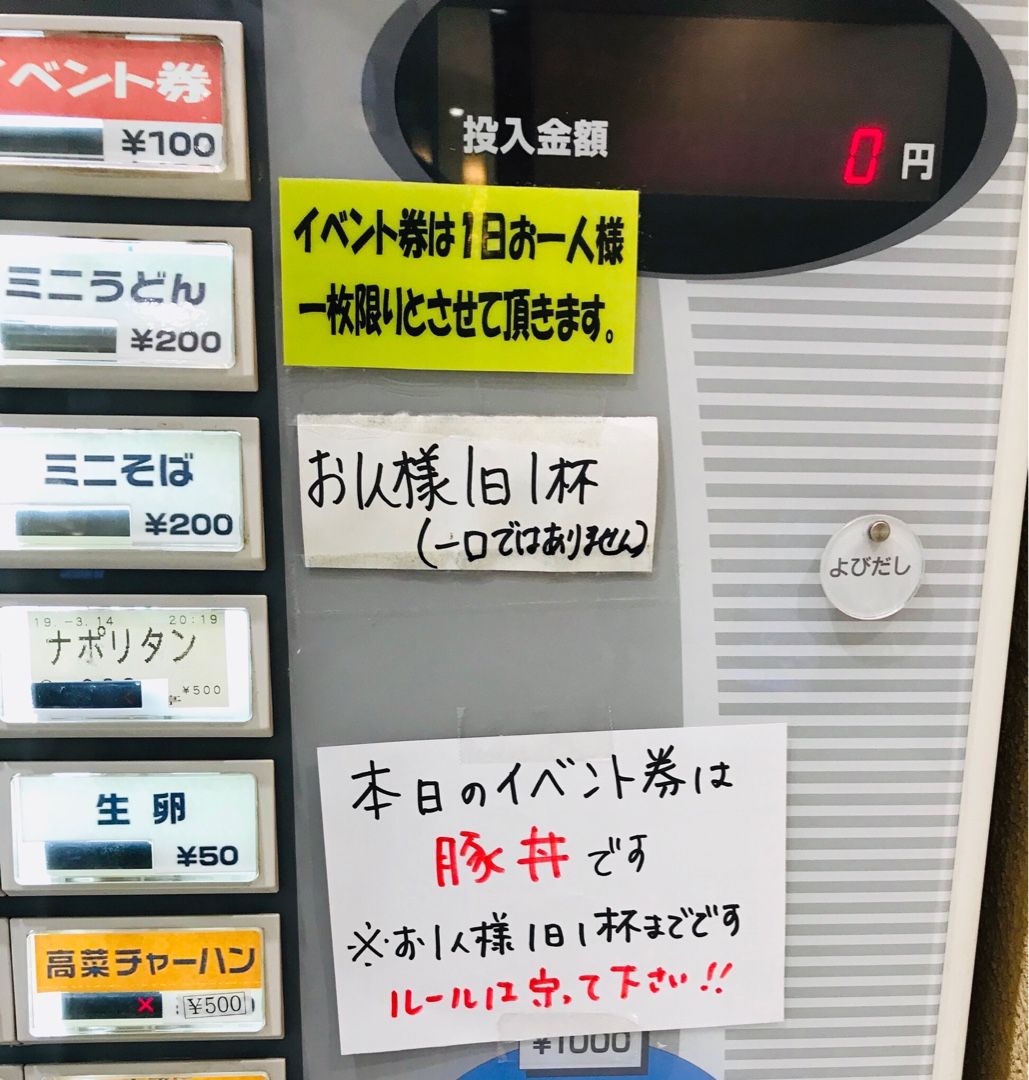 イベント券
¥100
ミニうどん
¥200
ミニそば
¥200
19.-3.14 20:19
ナポリタン
¥500
生卵
¥50
高菜チャーハン
×
¥500
投入金額
0円
イベント券は1日お一人様
一枚限りとさせて頂きます。
お1人様1日1杯
(一口ではありません)
よびだし
本日のイベント券は
豚丼です
※お1人様1日1杯までです
ルールは守って下さい!!
¥1000